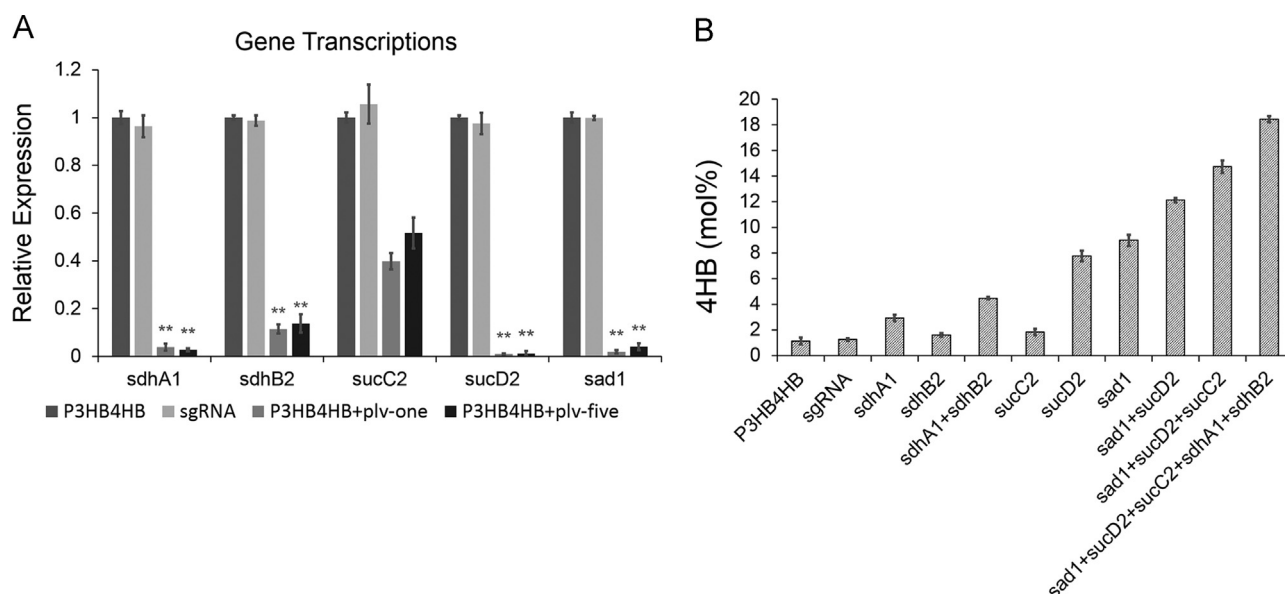 A
Gene Transcriptions
Relative Expression
1.2
1
0.8
0.6
0.4
0.2
0
** **
** **
** **
** **
sdhA1 sdhB2 sucC2 sucD2 sad1
P3HB4HB sgRNA P3HB4HB+plv-one P3HB4HB+plv-five
B
4HB (mol%)
20
18
16
14
12
10
8
6
4
2
0
P3HB4HB
sgRNA
sdhA1
sdhB2
sdhA1+sdhB2
sucC2
sucD2
sad1
sad1+sucD2
sad1+sucD2+sucC2
sad1+sucD2+sucC2+sdhA1+sdhB2